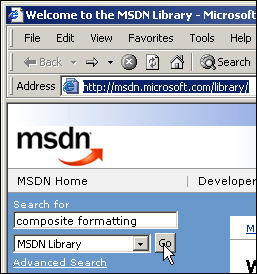 Welcome to the MSDN Library - Microsoft
File Edit View Favorites Tools Help
Back Search
Address http://msdn.microsoft.com/library/
msdn
MSDN Home | Developer
Search for
composite formatting
MSDN Library Go
Advanced Search